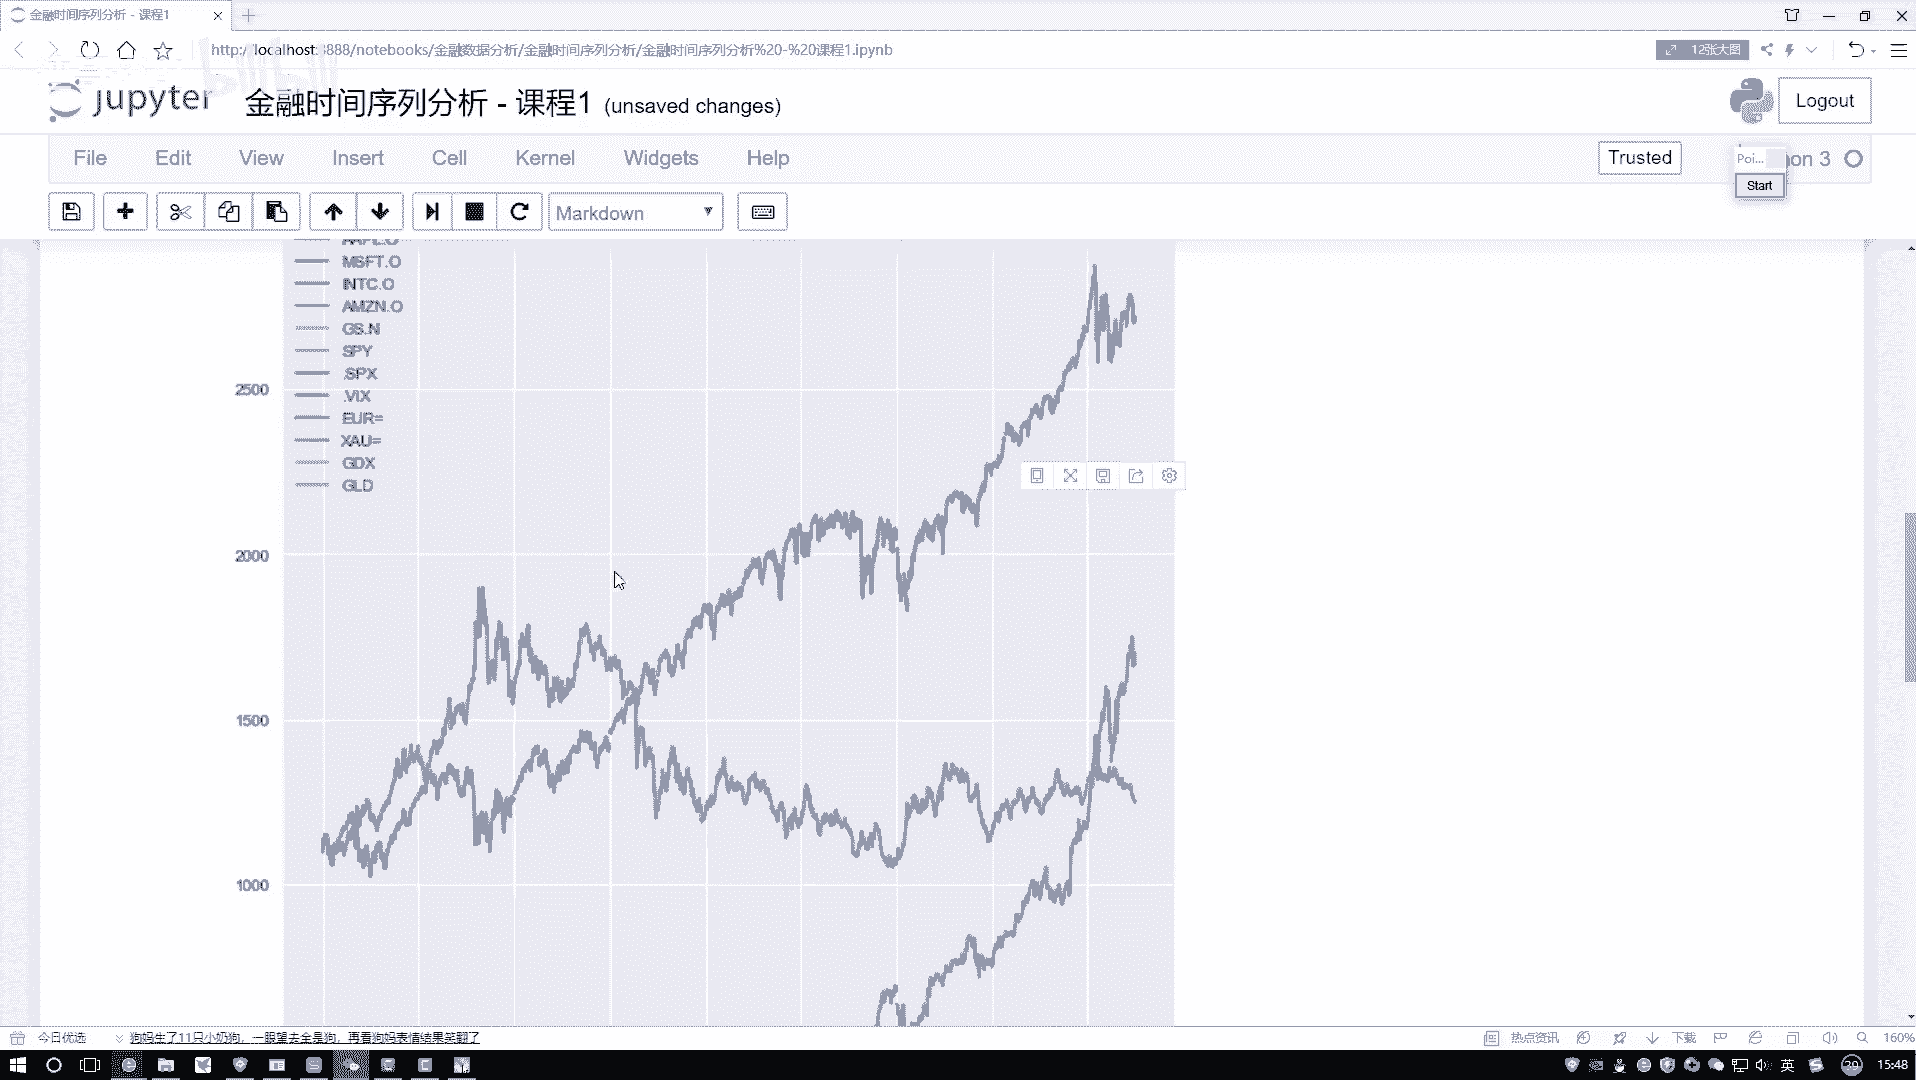 金融时间序列分析 - 课程1
http://localhost:8888/notebooks/金融数据分析/金融时间序列分析/金融时间序列分析%20-%20课程1.ipynb
12张大图
jupyter
金融时间序列分析 - 课程1 (unsaved changes)
Logout
File Edit View Insert Cell Kernel Widgets Help
Trusted
Poi...
on 3
Start
Markdown
AAPL.O
MSFT.O
INTC.O
AMZN.O
GS.N
SPY
.SPX
.VIX
EUR=
XAU=
GDX
GLD
2500
2000
1500
1000
今日优选
狗妈生了11只小奶狗，一眼望去全是狗，再看狗妈表情结果笑翻了
热点资讯
下载
160%
英
29
15:48